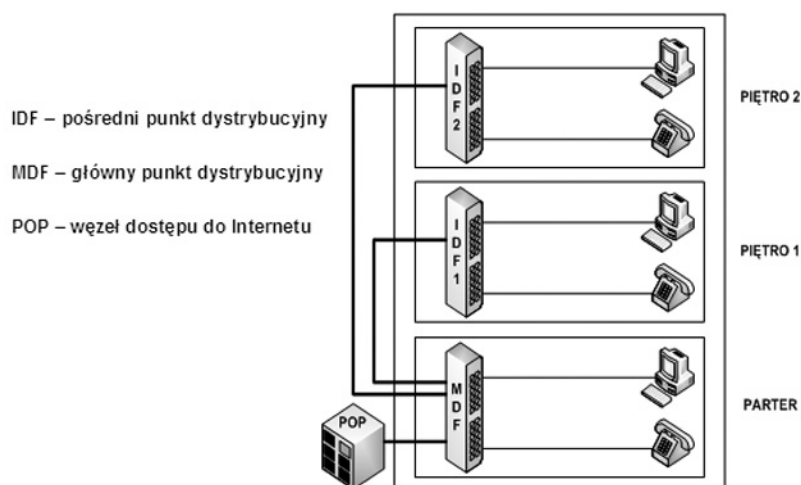 IDF – pośredni punkt dystrybucyjny
MDF – główny punkt dystrybucyjny
POP – węzeł dostępu do Internetu
IDF2
PIĘTRO 2
IDF1
PIĘTRO 1
MDF
PARTER
POP